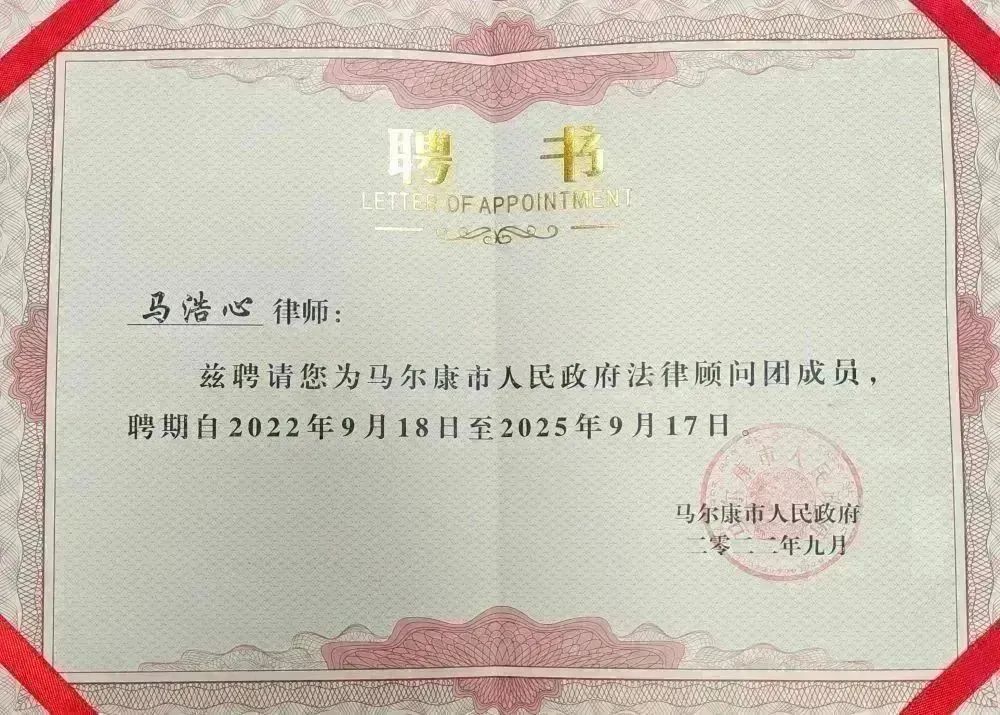 聘 书
LETTER OF APPOINTMENT
马浩心 律师：
兹聘请您为马尔康市人民政府法律顾问团成员，
聘期自2022年9月18日至2025年9月17日。
马尔康市人民政府
二零二二年九月